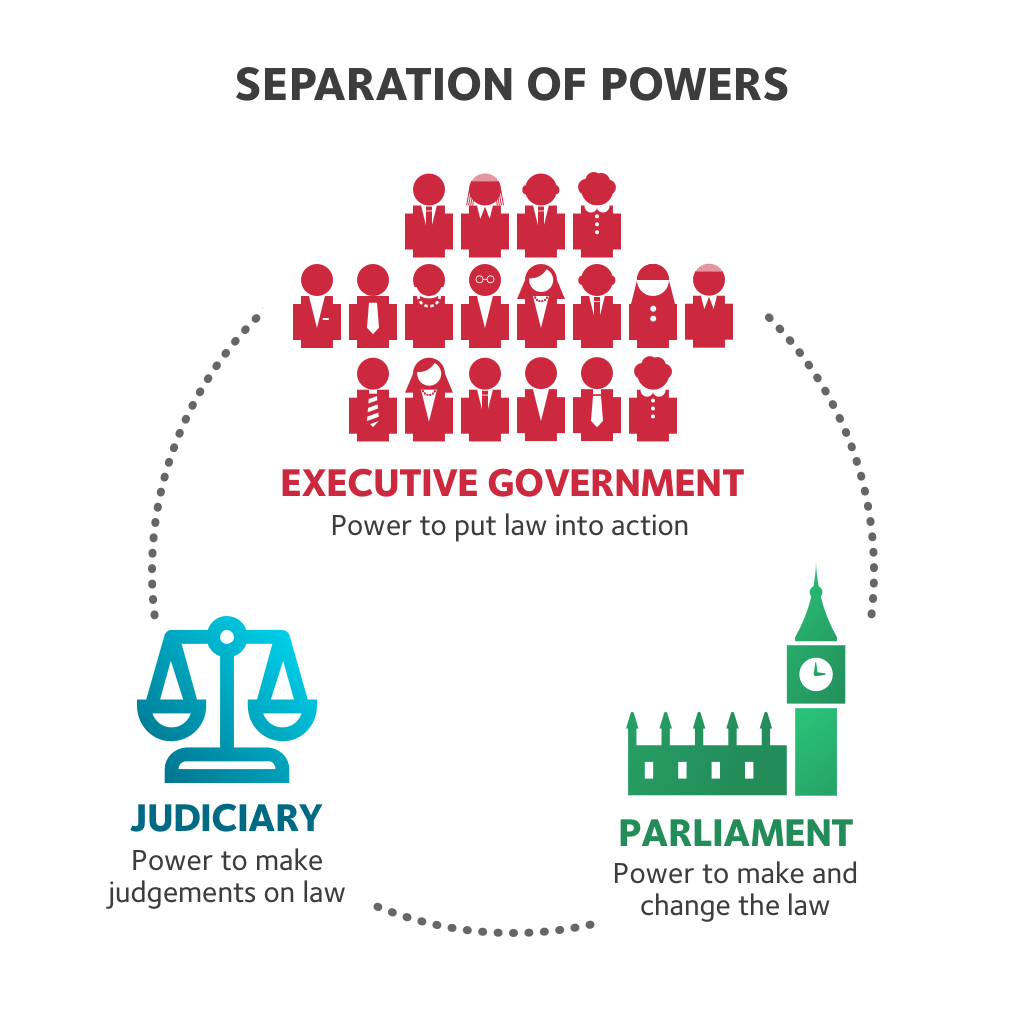 SEPARATION OF POWERS
EXECUTIVE GOVERNMENT
Power to put law into action
JUDICIARY
Power to make
judgements on law
PARLIAMENT
Power to make and
change the law